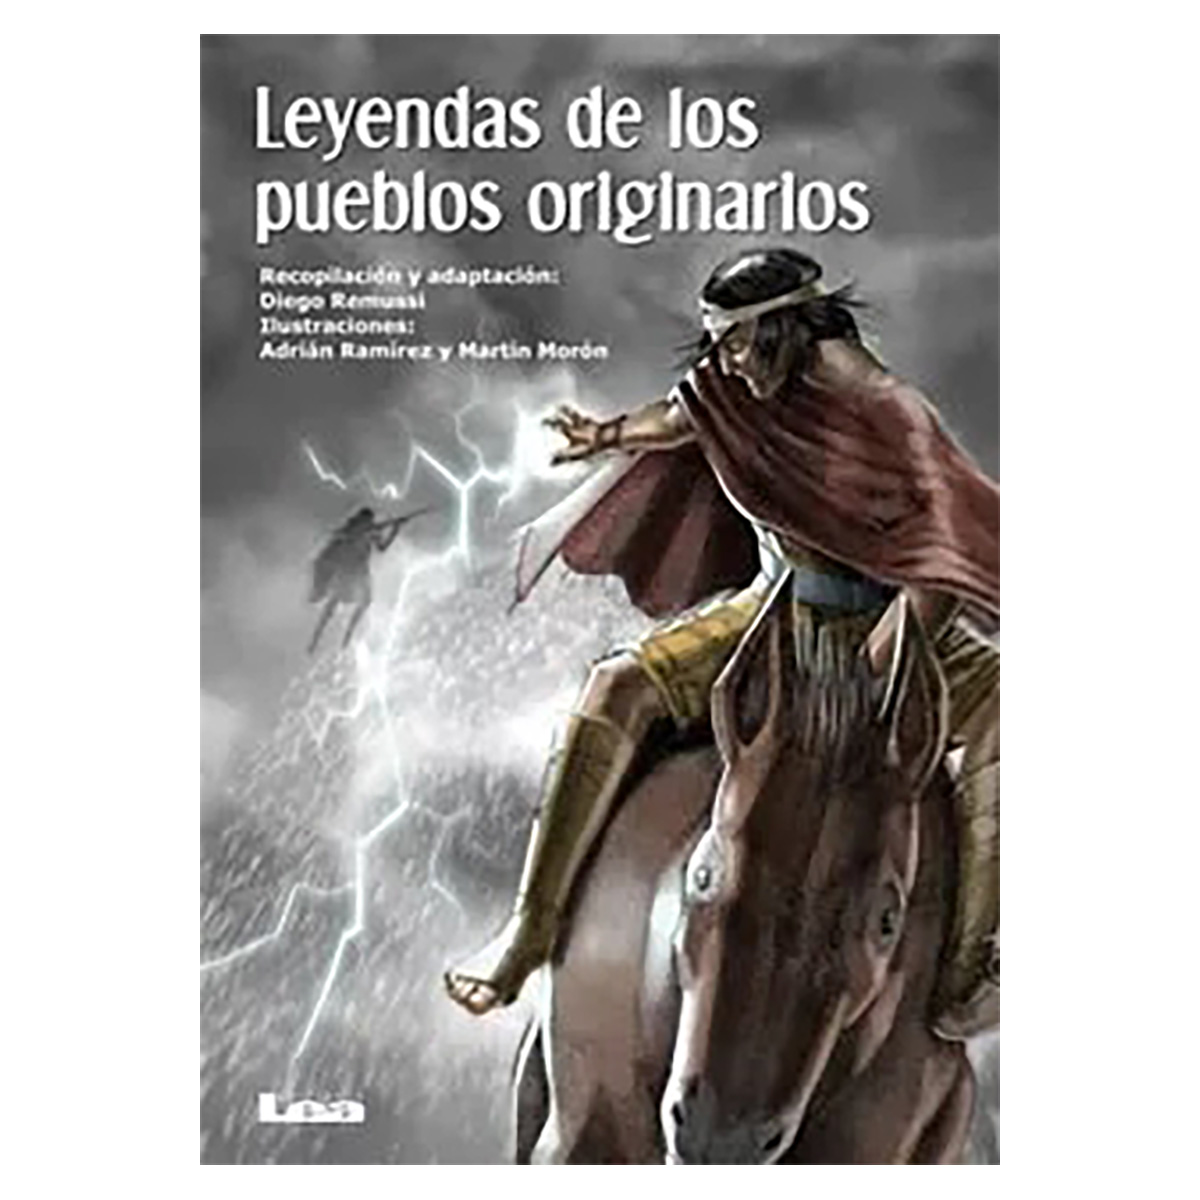 Leyendas de los
pueblos originarios
Recopilación y adaptación:
Diego Remussi
Ilustraciones:
Adrián Ramírez y Martín Morón
Lea